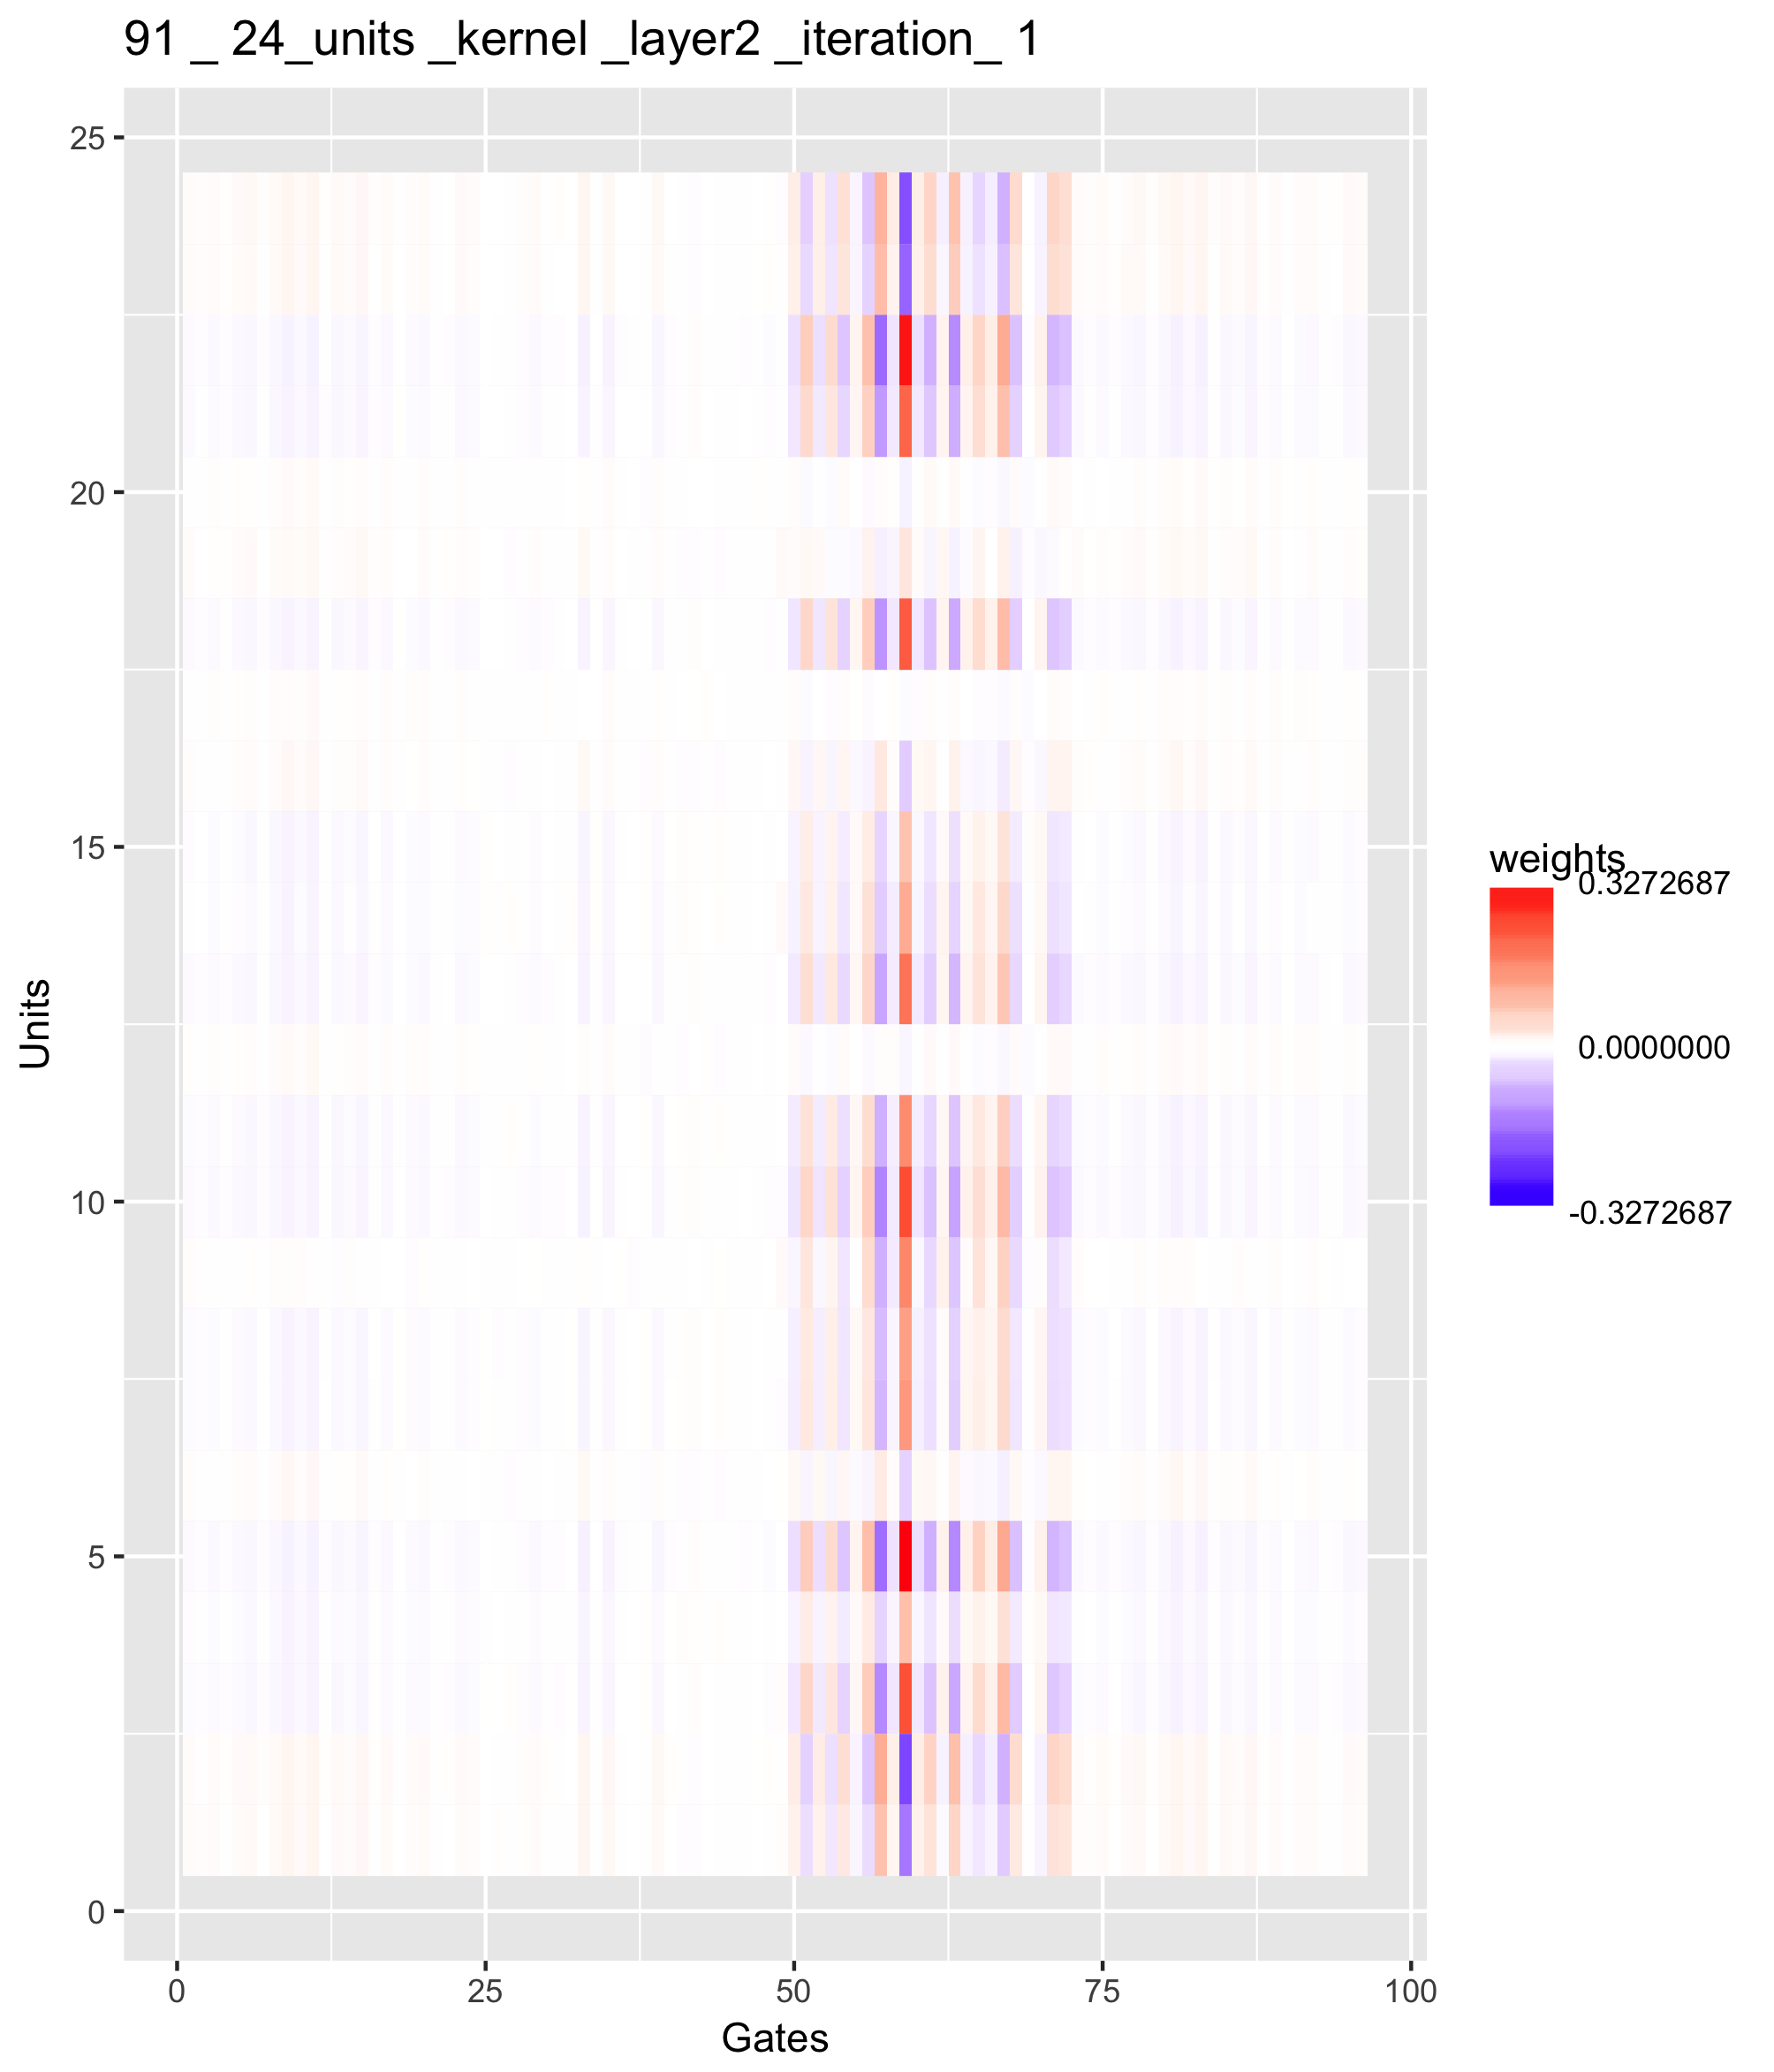 91 _ 24_units _kernel _layer2 _iteration_ 1
25
20
15
10
5
0
Units
0 25 50 75 100
Gates
weights
0.3272687
0.0000000
-0.3272687